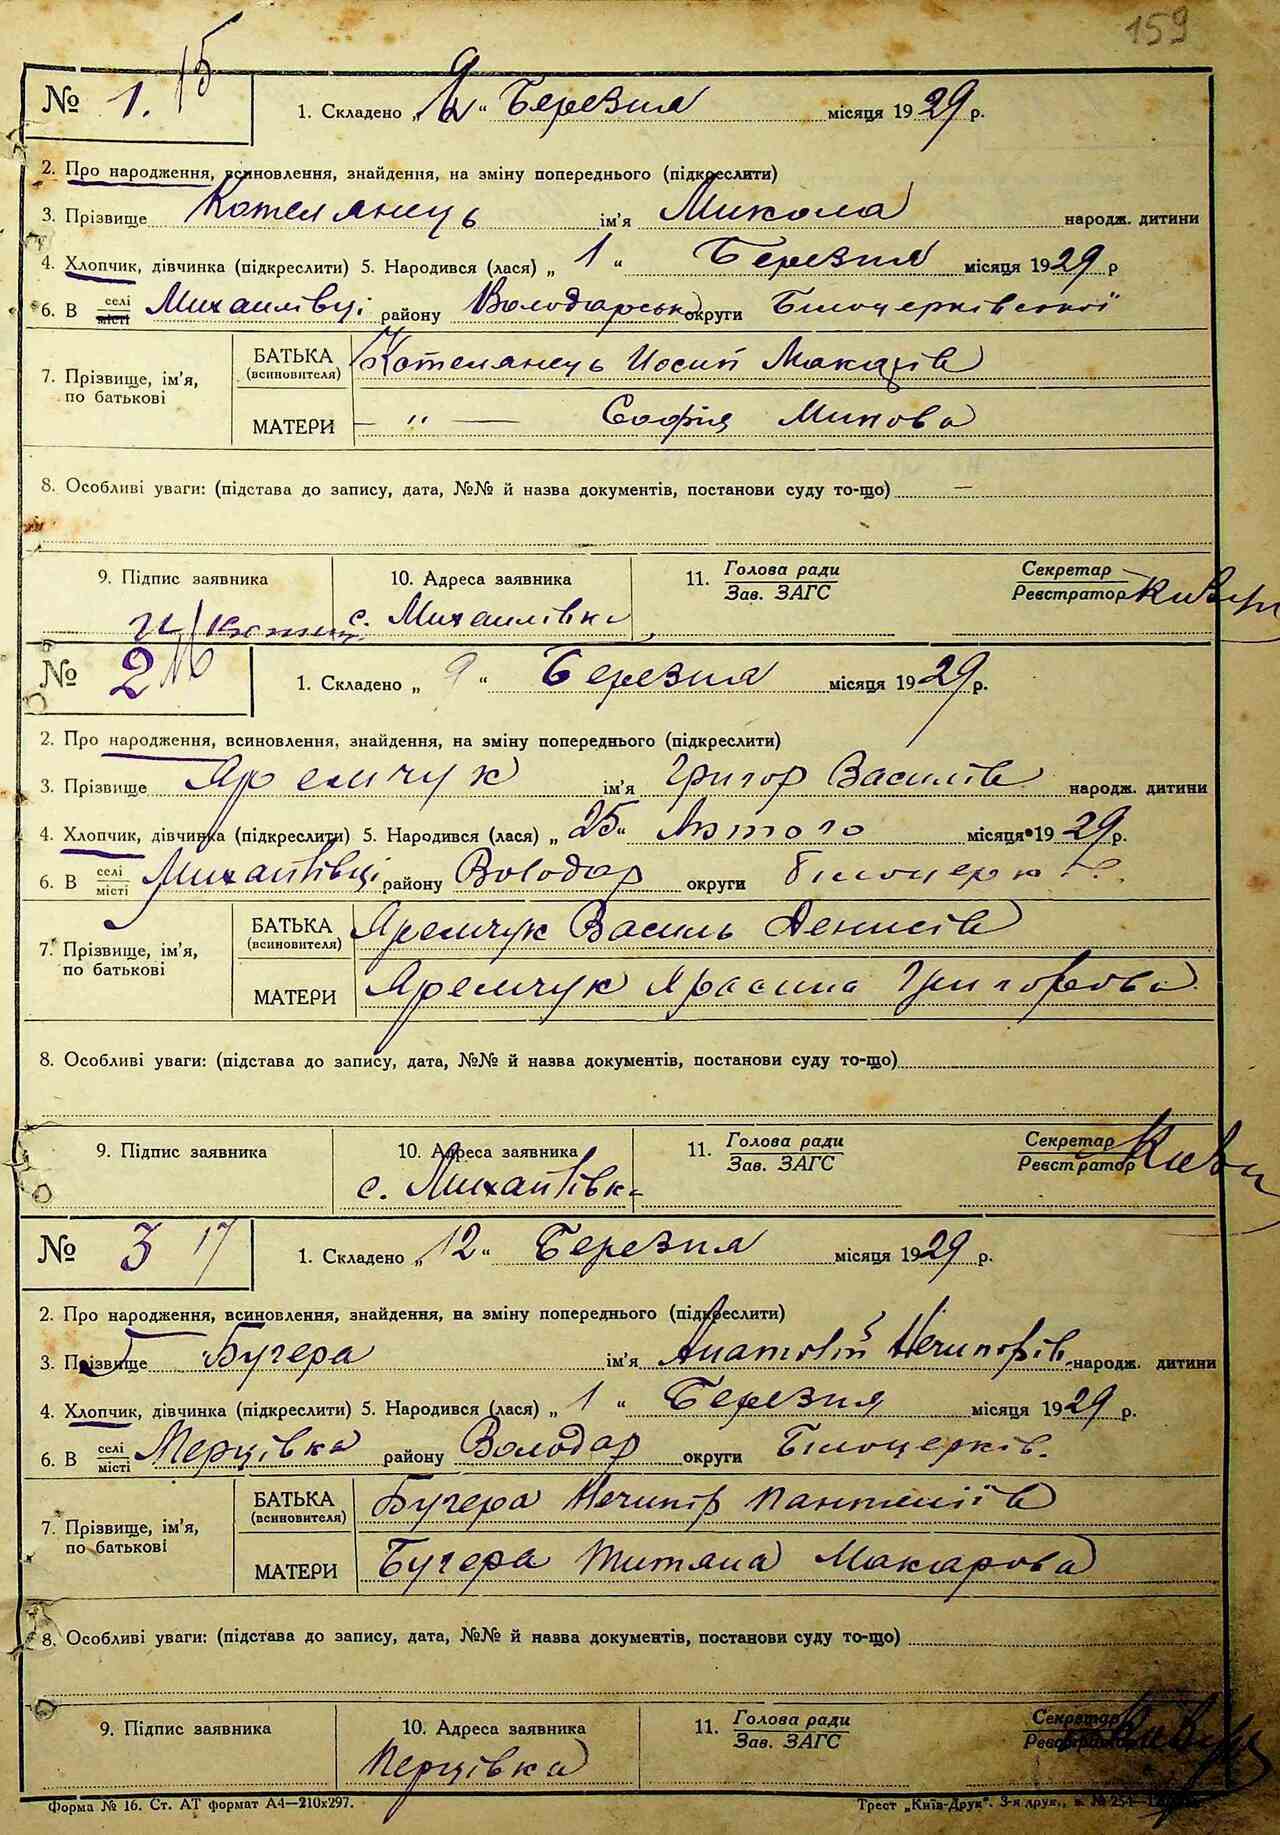 159
№ 1. 15
1. Складено „ 9 “ Березня місяця 1929 р.
2. Про народження, всиновлення, знайдення, на зміну попереднього (підкреслити)
3. Прізвище Котелянець ім'я Микола народж. дитини
4. Хлопчик, дівчинка (підкреслити) 5. Народився (лася) „ 1 “ Березня місяця 1929 р
6. В селі місті Михайлівці району Володарськ округи Білоцерківської
7. Прізвище, ім'я, по батькові
БАТЬКА (всиновителя) Котелянець Йосип Макарів
МАТЕРИ — „ — Софія Минова
8. Особливі уваги: (підстава до запису, дата, №№ й назва документів, постанови суду то-що) —
9. Підпис заявника 10. Адреса заявника 11. Голова ради Зав. ЗАГС Секретар Реєстратор
с. Михайлівка
№ 2 16
1. Складено „ 9 “ Березня місяця 1929 р.
2. Про народження, всиновлення, знайдення, на зміну попереднього (підкреслити)
3. Прізвище Яремчук ім'я Григор Василів народж. дитини
4. Хлопчик, дівчинка (підкреслити) 5. Народився (лася) „ 25 “ Лютого місяця 1929 р.
6. В селі місті Михайлівці району Володар округи Білоцерк
7. Прізвище, ім'я, по батькові
БАТЬКА (всиновителя) Яремчук Василь Денисів
МАТЕРИ Яремчук Ярасина Григорова
8. Особливі уваги: (підстава до запису, дата, №№ й назва документів, постанови суду то-що)
9. Підпис заявника 10. Адреса заявника 11. Голова ради Зав. ЗАГС Секретар Реєстратор
с. Михайлівка
№ 3 17
1. Складено „ 12 “ Березня місяця 1929 р.
2. Про народження, всиновлення, знайдення, на зміну попереднього (підкреслити)
3. Прізвище Бугера ім'я Анатолій Нечипорів народж. дитини
4. Хлопчик, дівчинка (підкреслити) 5. Народився (лася) „ 1 “ Березня місяця 1929 р.
6. В селі місті Перцівка району Володар округи Білоцерків.
7. Прізвище, ім'я, по батькові
БАТЬКА (всиновителя) Бугера Нечипір Пантеліїв
МАТЕРИ Бугера Титяна Макарова
8. Особливі уваги: (підстава до запису, дата, №№ й назва документів, постанови суду то-що)
9. Підпис заявника 10. Адреса заявника 11. Голова ради Зав. ЗАГС Секретар
Перцівка
Форма № 16. Ст. АТ формат А4—210х297. Трест „Київ-Друк“. 3-я друк., в. № 254